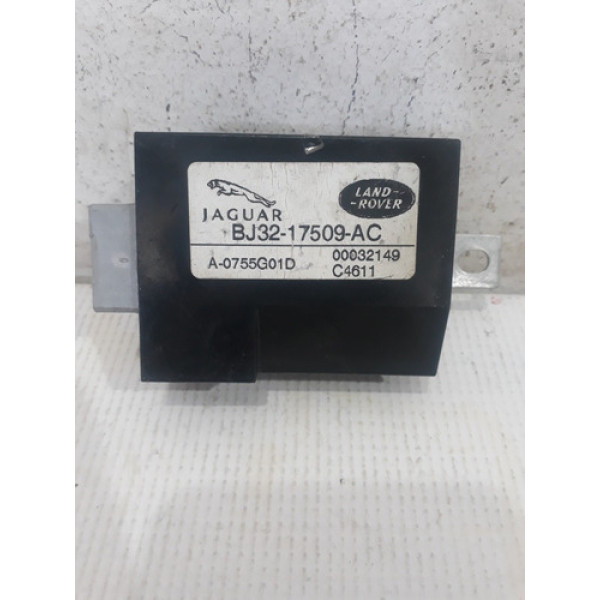 JAGUAR
LAND-
-ROVER
BJ32-17509-AC
A-0755G01D
00032149
C4611